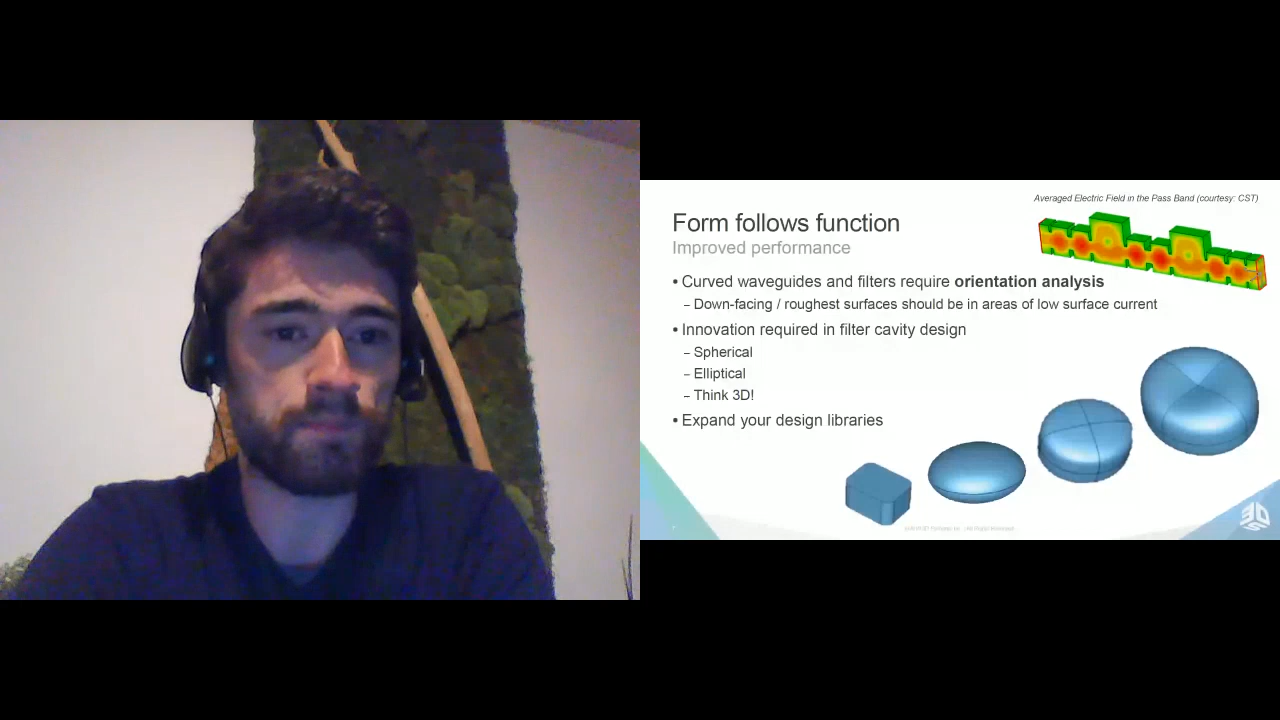 Averaged Electric Field in the Pass Band (courtesy: CST)
Form follows function
Improved performance
• Curved waveguides and filters require orientation analysis
– Down-facing / roughest surfaces should be in areas of low surface current
• Innovation required in filter cavity design
– Spherical
– Elliptical
– Think 3D!
• Expand your design libraries